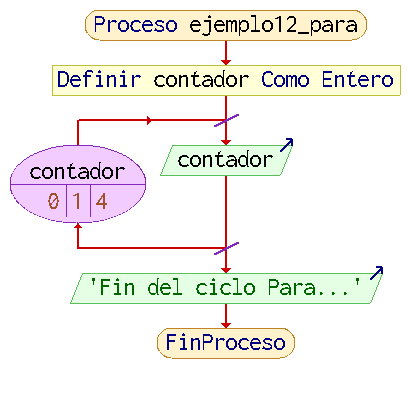 Proceso ejemplo12_para
Definir contador Como Entero
contador
contador
0 1 4
'Fin del ciclo Para...'
FinProceso